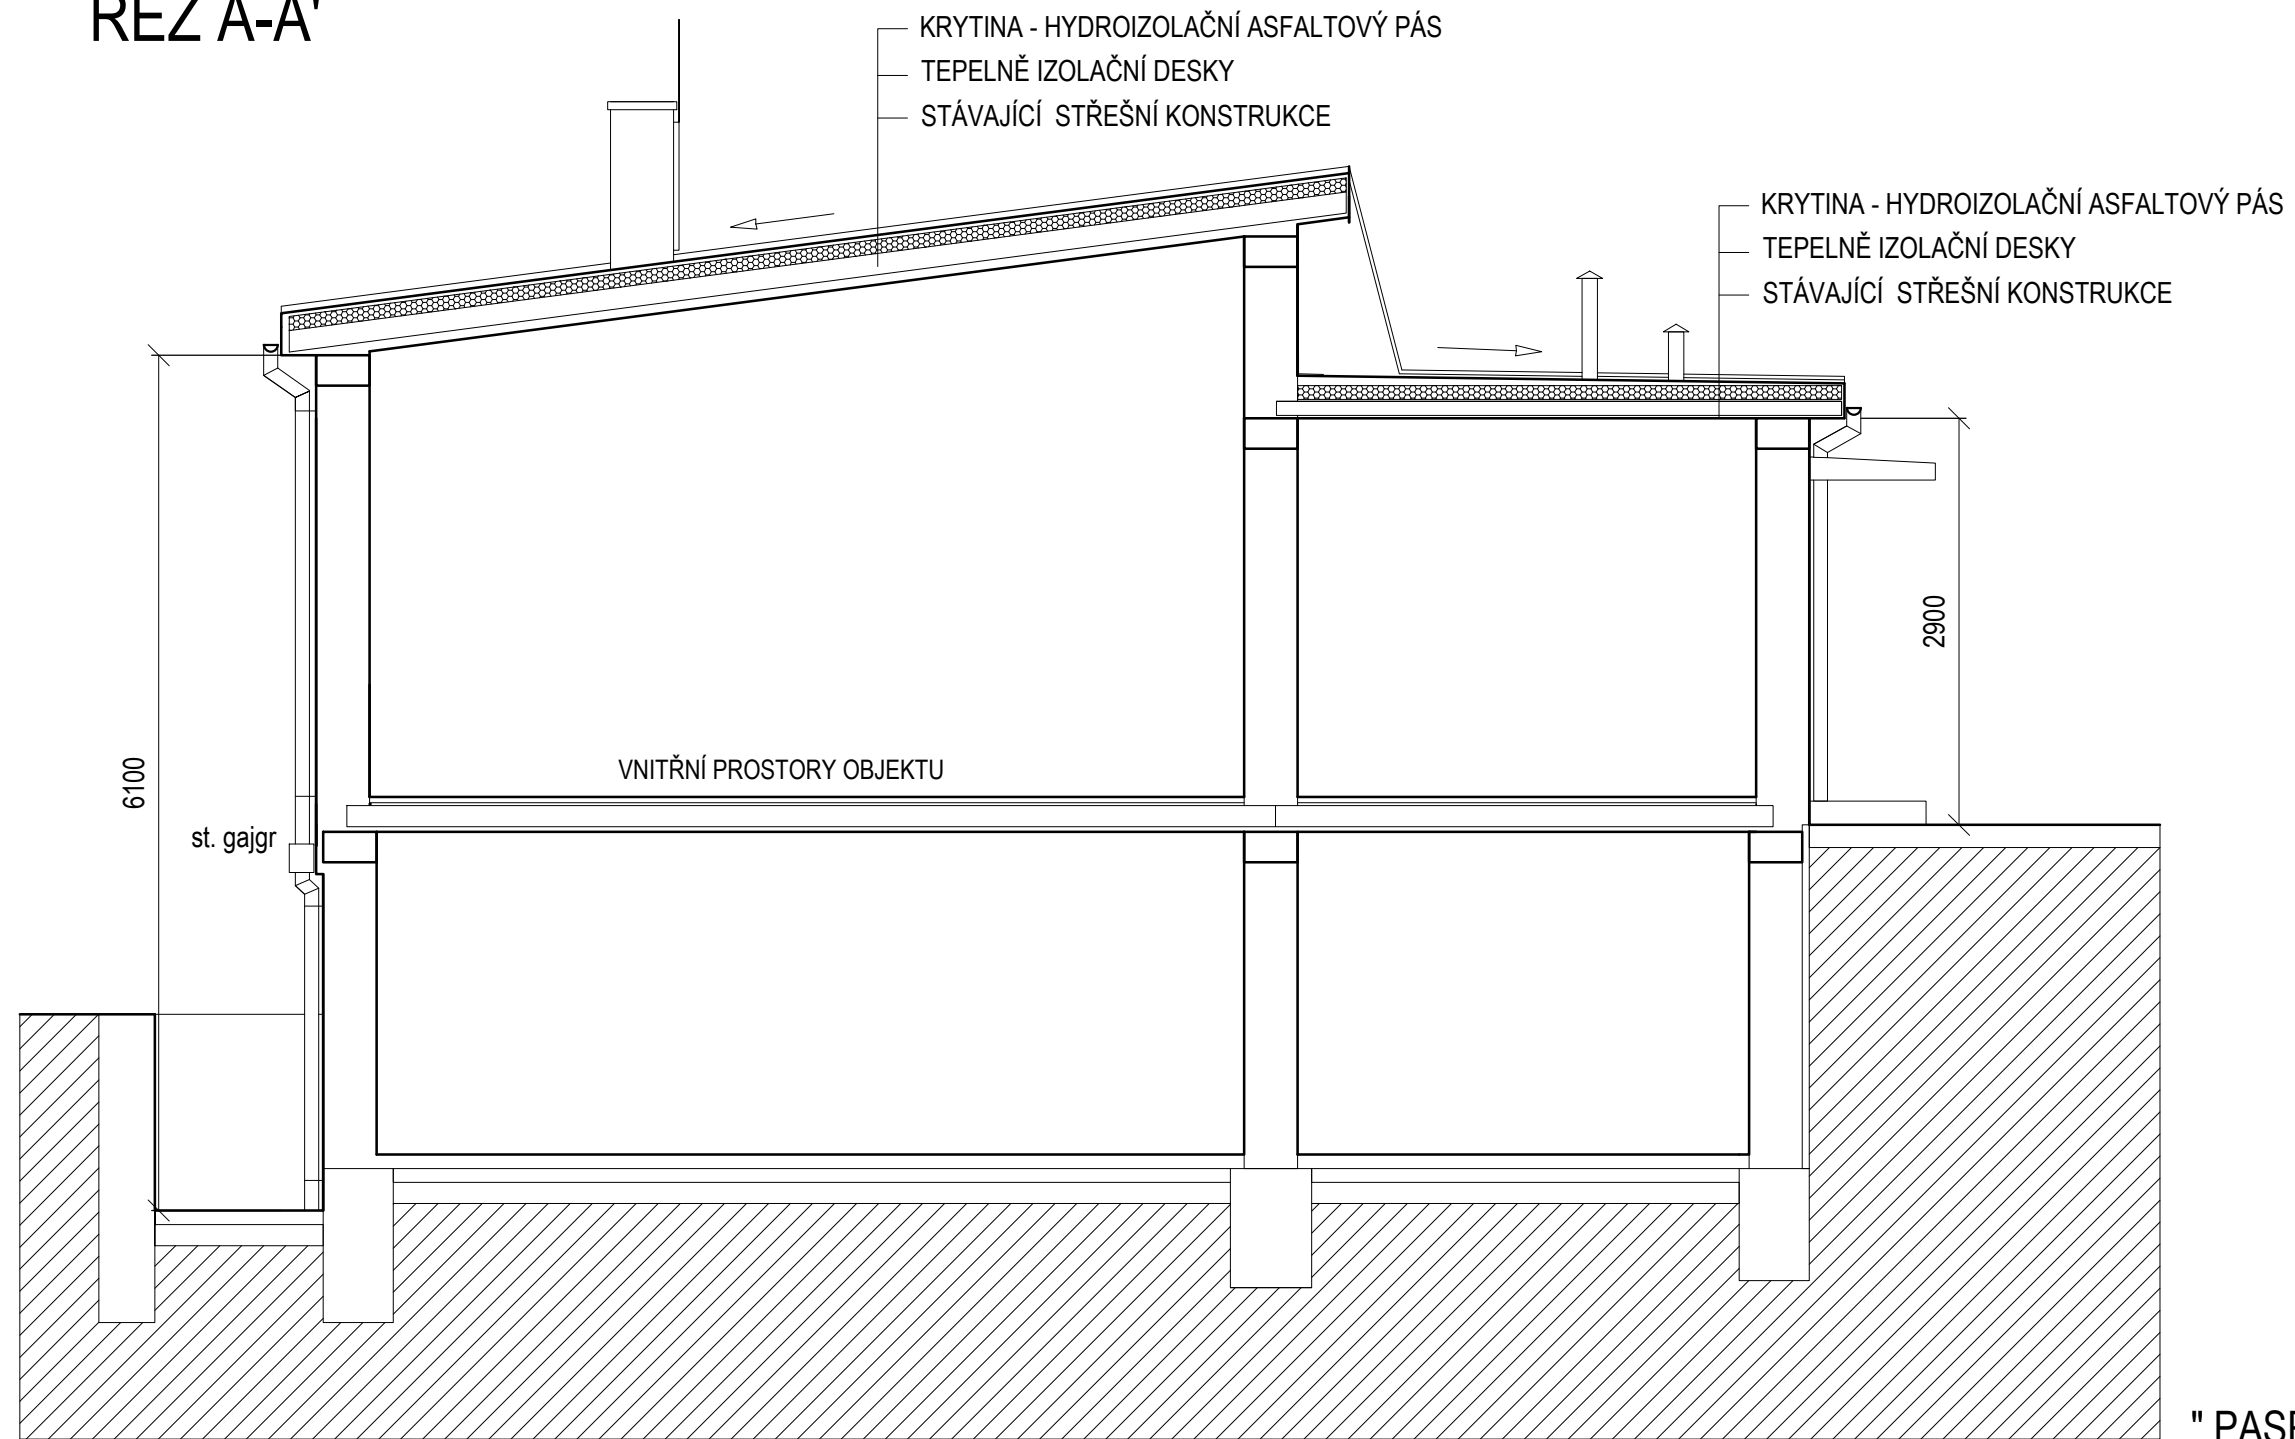 ŘEZ A-A'
KRYTINA - HYDROIZOLAČNÍ ASFALTOVÝ PÁS
TEPELNĚ IZOLAČNÍ DESKY
STÁVAJÍCÍ STŘEŠNÍ KONSTRUKCE
KRYTINA - HYDROIZOLAČNÍ ASFALTOVÝ PÁS
TEPELNĚ IZOLAČNÍ DESKY
STÁVAJÍCÍ STŘEŠNÍ KONSTRUKCE
2900
6100
VNITŘNÍ PROSTORY OBJEKTU
st. gajgr